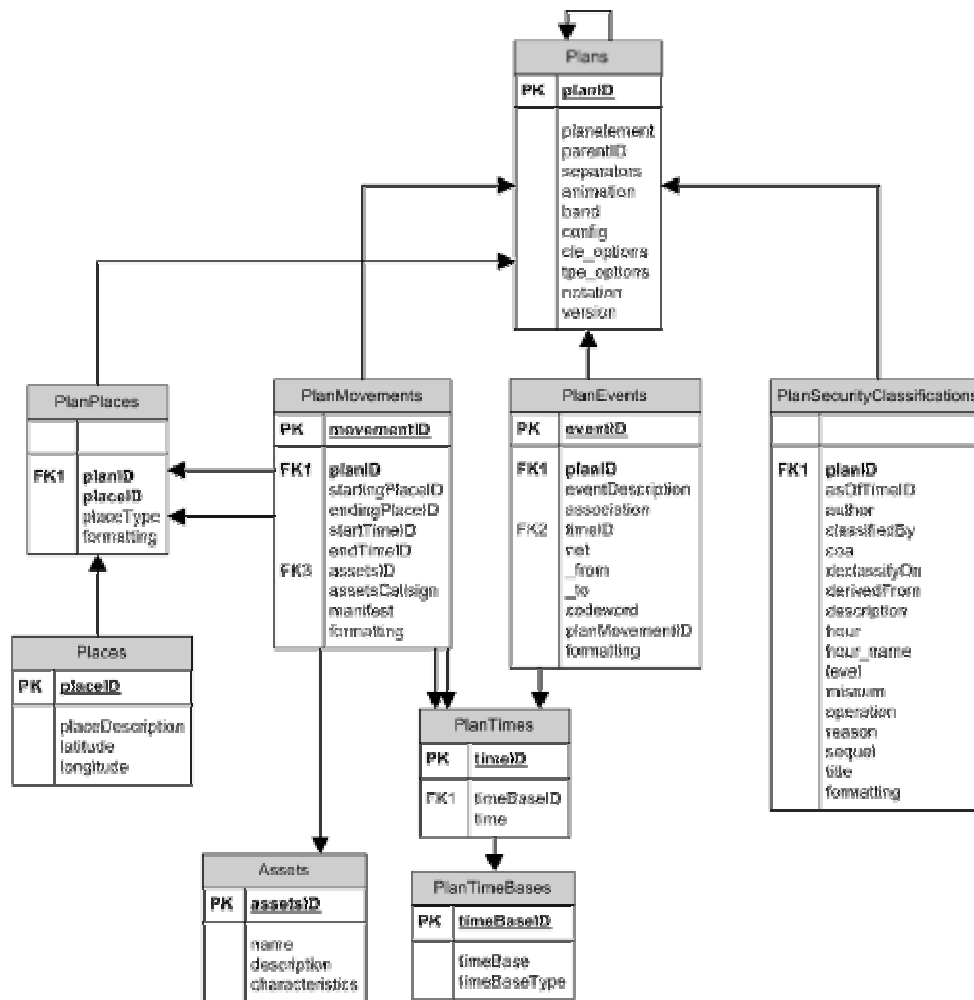 Plans
PK planID
planelement
parentID
separators
animation
band
config
cle_options
tpe_options
notation
version
PlanPlaces
FK1 planID
placeID
placeType
formatting
PlanMovements
PK movementID
FK1 planID
startingPlaceID
endingPlaceID
startTimeID
endTimeID
FK3 assetsID
assetsCallsign
manifest
formatting
PlanEvents
PK eventID
FK1 planID
eventDescription
association
FK2 timeID
net
_from
_to
codeword
planMovementID
formatting
PlanSecurityClassifications
FK1 planID
asOfTimeID
author
classifiedBy
coa
declassifyOn
derivedFrom
description
hour
hour_name
level
misnum
operation
reason
sequel
title
formatting
Places
PK placeID
placeDescription
latitude
longitude
PlanTimes
PK timeID
FK1 timeBaseID
time
Assets
PK assetsID
name
description
characteristics
PlanTimeBases
PK timeBaseID
timeBase
timeBaseType